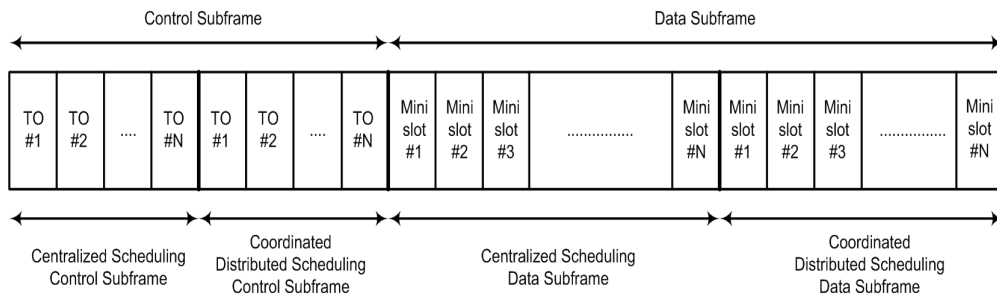 Control Subframe
Data Subframe
TO
#1
TO
#2
....
TO
#N
TO
#1
TO
#2
....
TO
#N
Mini
slot
#1
Mini
slot
#2
Mini
slot
#3
................
Mini
slot
#N
Mini
slot
#1
Mini
slot
#2
Mini
slot
#3
................
Mini
slot
#N
Centralized Scheduling
Control Subframe
Coordinated
Distributed Scheduling
Control Subframe
Centralized Scheduling
Data Subframe
Coordinated
Distributed Scheduling
Data Subframe